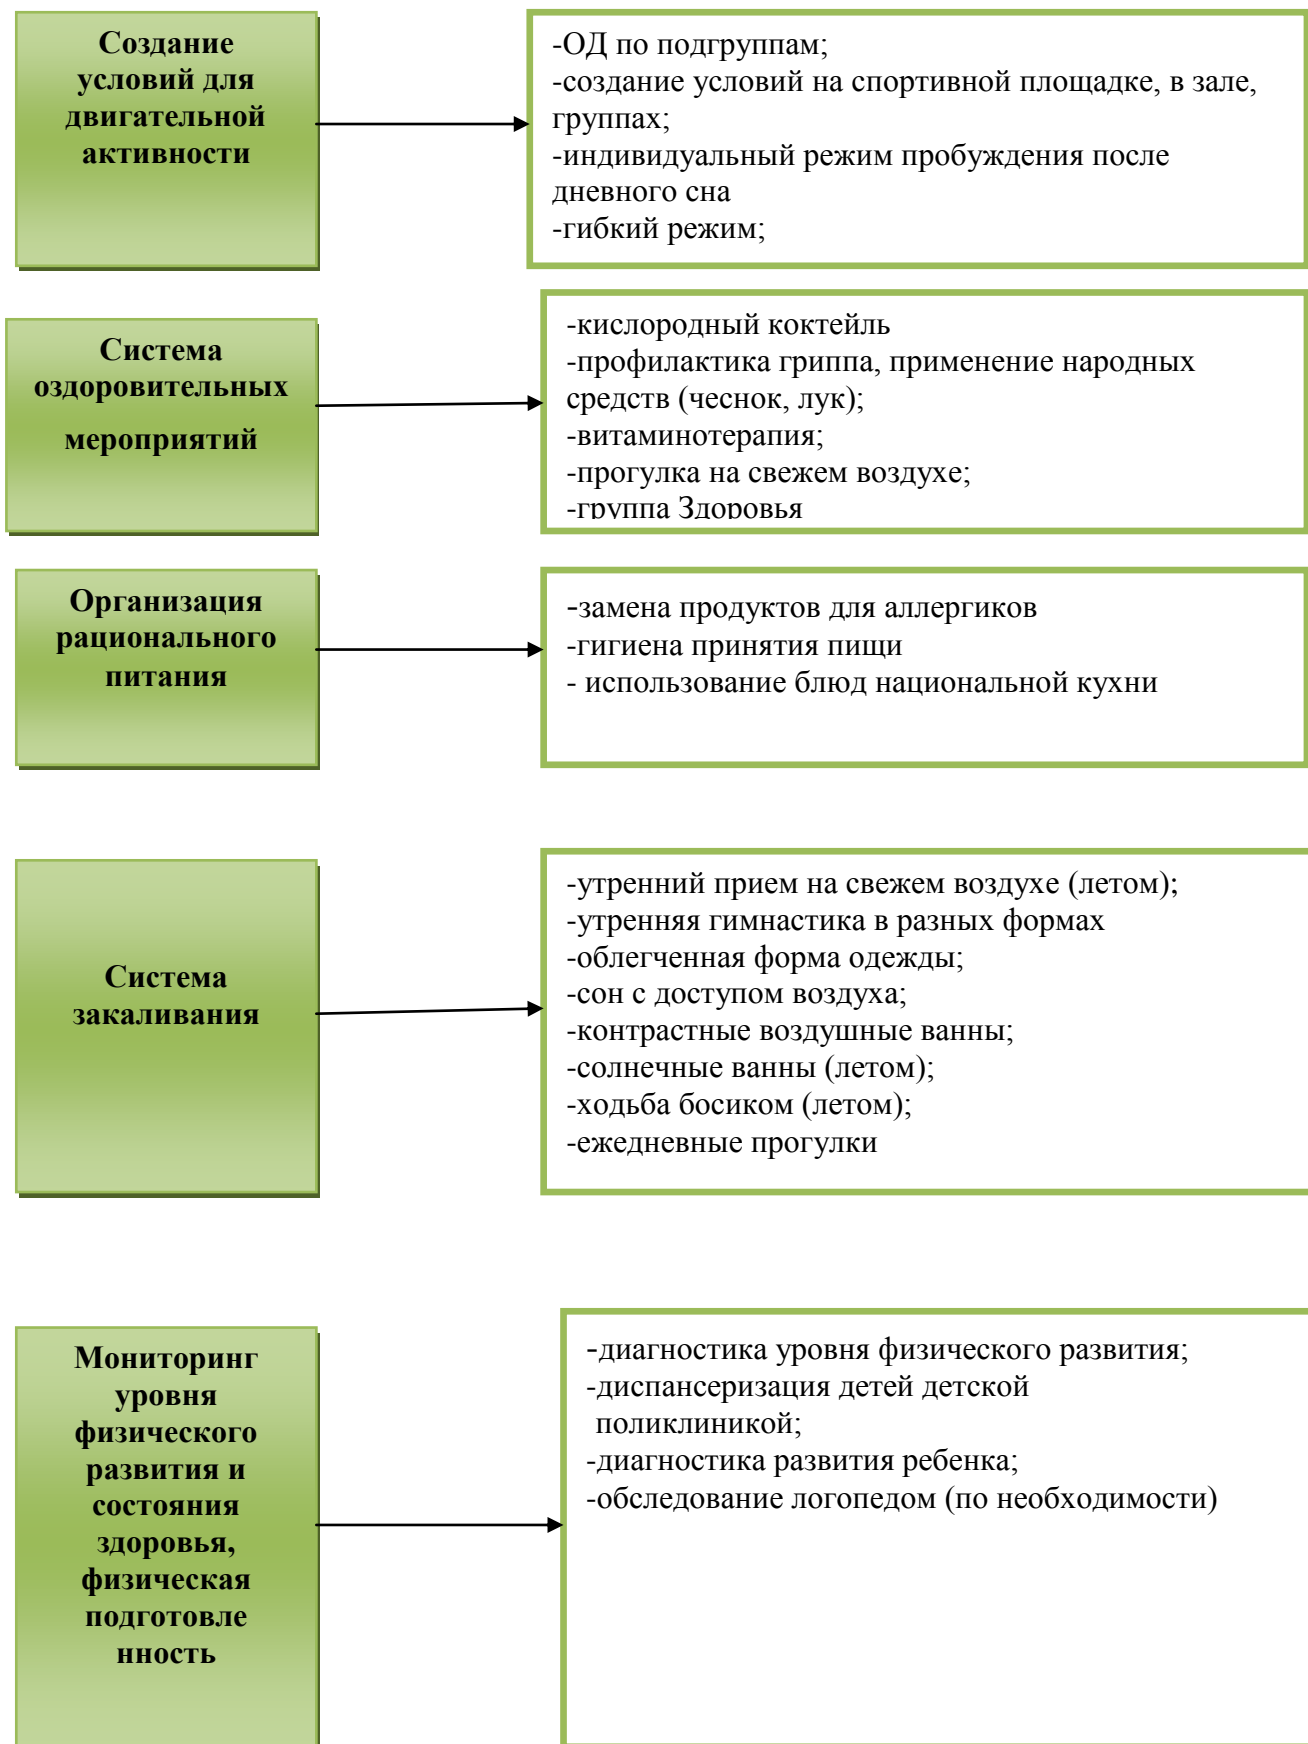 Создание
условий для
двигательной
активности
-ОД по подгруппам;
-создание условий на спортивной площадке, в зале,
группах;
-индивидуальный режим пробуждения после
дневного сна
-гибкий режим;
Система
оздоровительных
мероприятий
-кислородный коктейль
-профилактика гриппа, применение народных
средств (чеснок, лук);
-витаминотерапия;
-прогулка на свежем воздухе;
-группа Здоровья
Организация
рационального
питания
-замена продуктов для аллергиков
-гигиена принятия пищи
- использование блюд национальной кухни
Система
закаливания
-утренний прием на свежем воздухе (летом);
-утренняя гимнастика в разных формах
-облегченная форма одежды;
-сон с доступом воздуха;
-контрастные воздушные ванны;
-солнечные ванны (летом);
-ходьба босиком (летом);
-ежедневные прогулки
Мониторинг
уровня
физического
развития и
состояния
здоровья,
физическая
подготовле
нность
-диагностика уровня физического развития;
-диспансеризация детей детской
поликлиникой;
-диагностика развития ребенка;
-обследование логопедом (по необходимости)